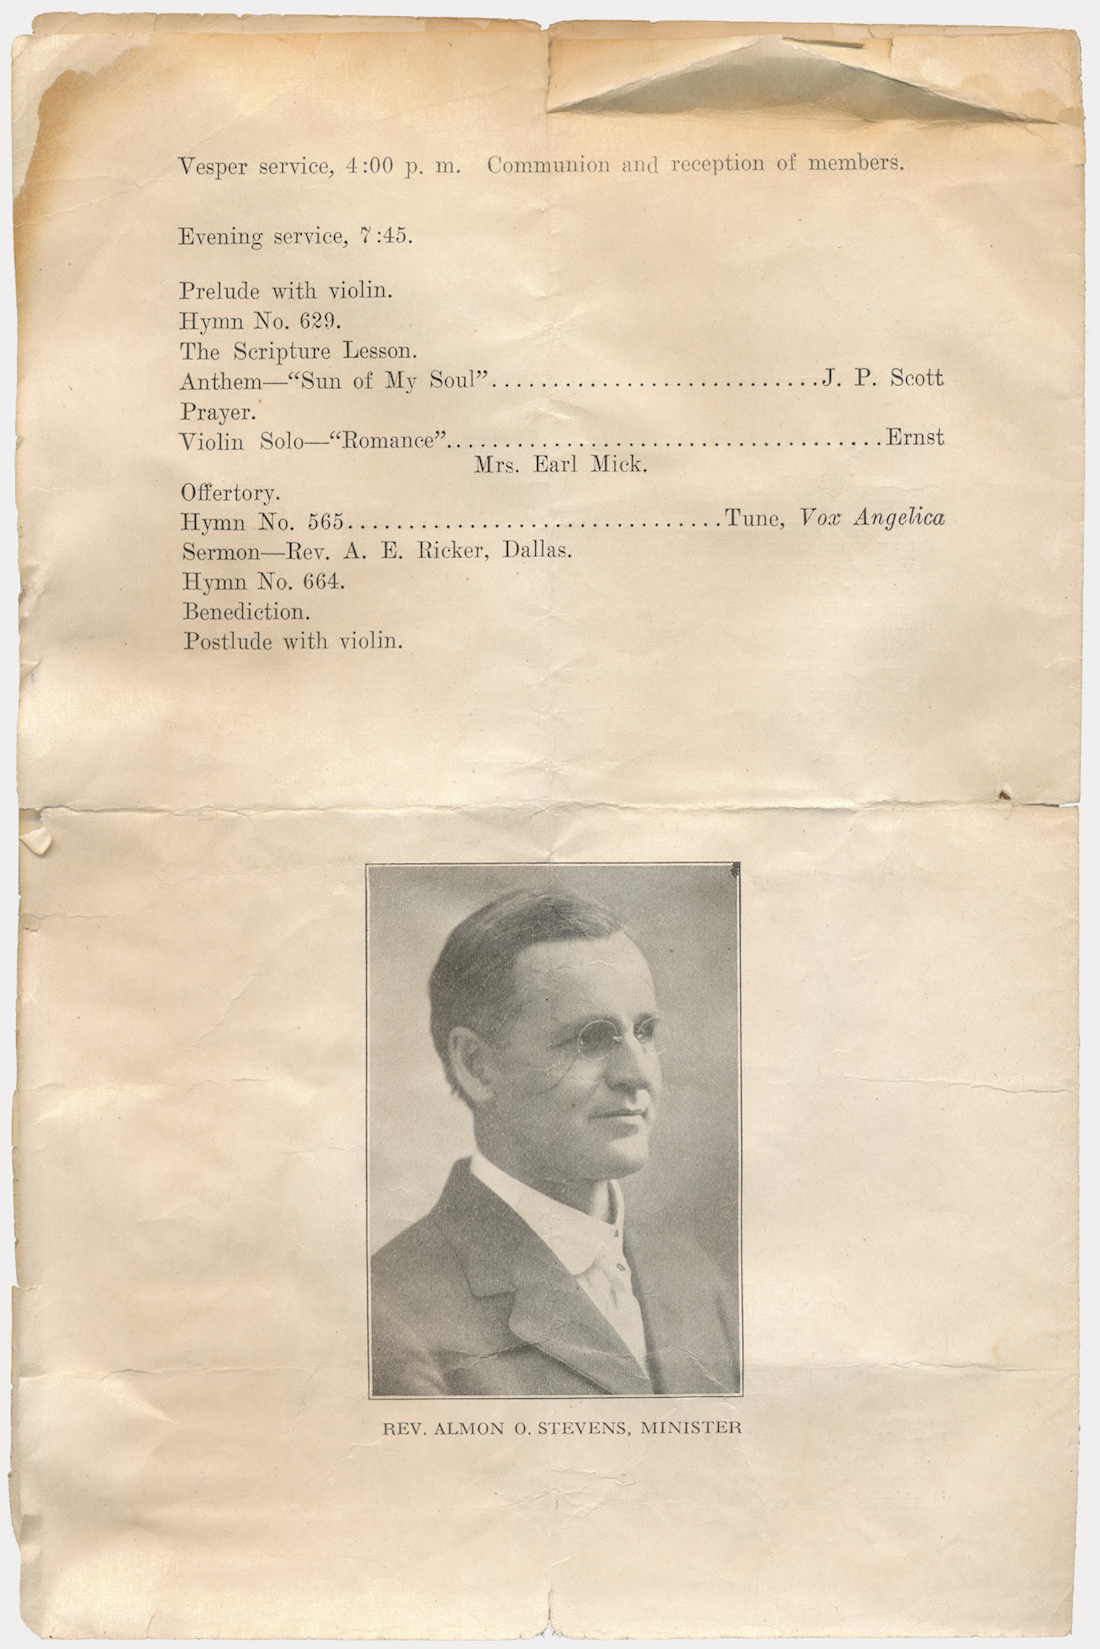 Vesper service, 4:00 p. m. Communion and reception of members.
Evening service, 7:45.
Prelude with violin.
Hymn No. 629.
The Scripture Lesson.
Anthem—“Sun of My Soul”...........................J. P. Scott
Prayer.
Violin Solo—“Romance”....................................Ernst
Mrs. Earl Mick.
Offertory.
Hymn No. 565...............................Tune, Vox Angelica
Sermon—Rev. A. E. Ricker, Dallas.
Hymn No. 664.
Benediction.
Postlude with violin.
REV. ALMON O. STEVENS, MINISTER